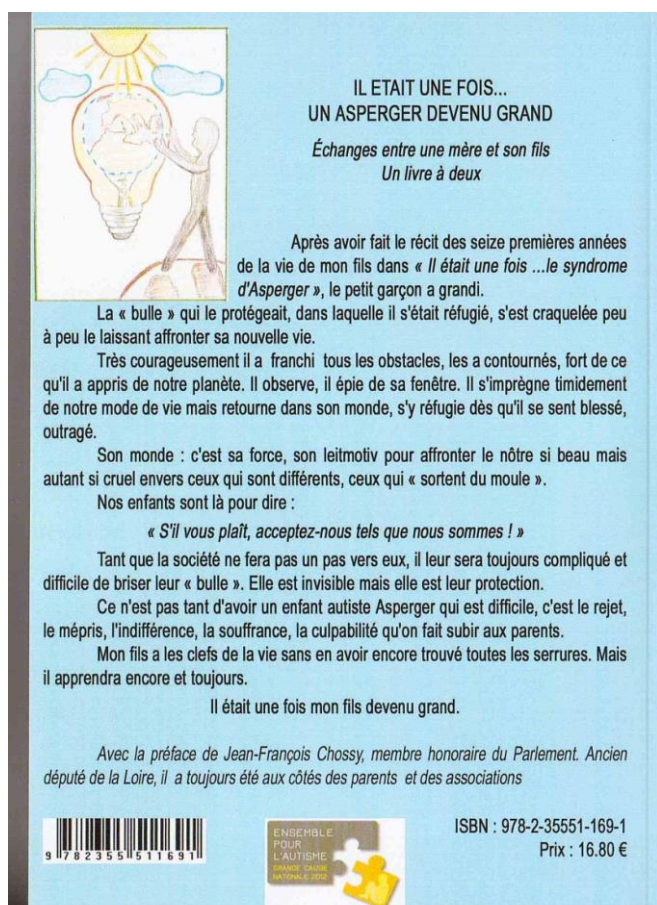 IL ETAIT UNE FOIS...
UN ASPERGER DEVENU GRAND
Échanges entre une mère et son fils
Un livre à deux
Après avoir fait le récit des seize premières années
de la vie de mon fils dans « Il était une fois ...le syndrome
d'Asperger », le petit garçon a grandi.
La « bulle » qui le protégeait, dans laquelle il s'était réfugié, s'est craquelée peu
à peu le laissant affronter sa nouvelle vie.
Très courageusement il a franchi tous les obstacles, les a contournés, fort de ce
qu'il a appris de notre planète. Il observe, il épie de sa fenêtre. Il s'imprègne timidement
de notre mode de vie mais retourne dans son monde, s'y réfugie dès qu'il se sent blessé,
outragé.
Son monde : c'est sa force, son leitmotiv pour affronter le nôtre si beau mais
autant si cruel envers ceux qui sont différents, ceux qui « sortent du moule ».
Nos enfants sont là pour dire :
« S'il vous plaît, acceptez-nous tels que nous sommes ! »
Tant que la société ne fera pas un pas vers eux, il leur sera toujours compliqué et
difficile de briser leur « bulle ». Elle est invisible mais elle est leur protection.
Ce n'est pas tant d'avoir un enfant autiste Asperger qui est difficile, c'est le rejet,
le mépris, l'indifférence, la souffrance, la culpabilité qu'on fait subir aux parents.
Mon fils a les clefs de la vie sans en avoir encore trouvé toutes les serrures. Mais
il apprendra encore et toujours.
Il était une fois mon fils devenu grand.
Avec la préface de Jean-François Chossy, membre honoraire du Parlement. Ancien
député de la Loire, il a toujours été aux côtés des parents et des associations
9 782355 511691
ENSEMBLE
POUR
L'AUTISME
GRANDE CAUSE
NATIONALE 2012
ISBN : 978-2-35551-169-1
Prix : 16.80 €